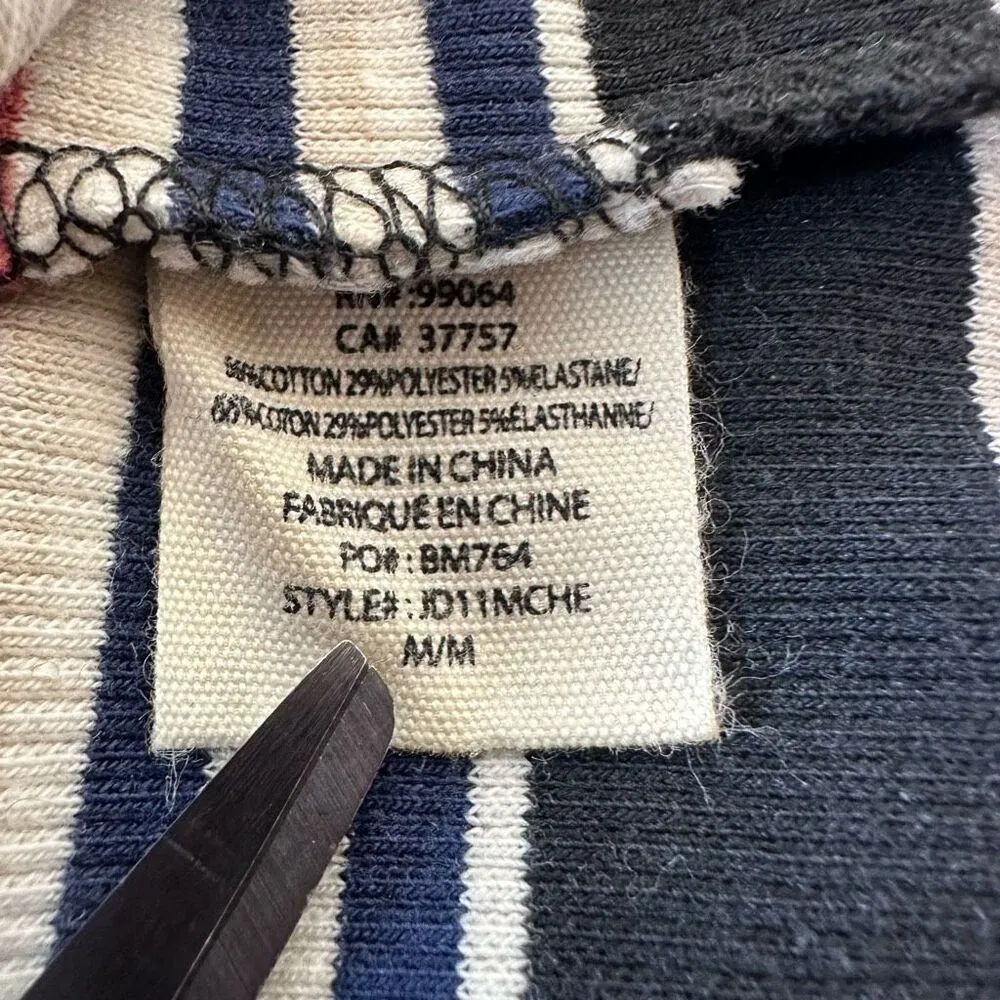 RN#:99064
CA# 37757
66%COTTON 29%POLYESTER 5%ELASTANE/
66%COTON 29%POLYESTER 5%ÉLASTHANNE/
MADE IN CHINA
FABRIQUÉ EN CHINE
PO#: BM764
STYLE#: JD11MCHE
M/M